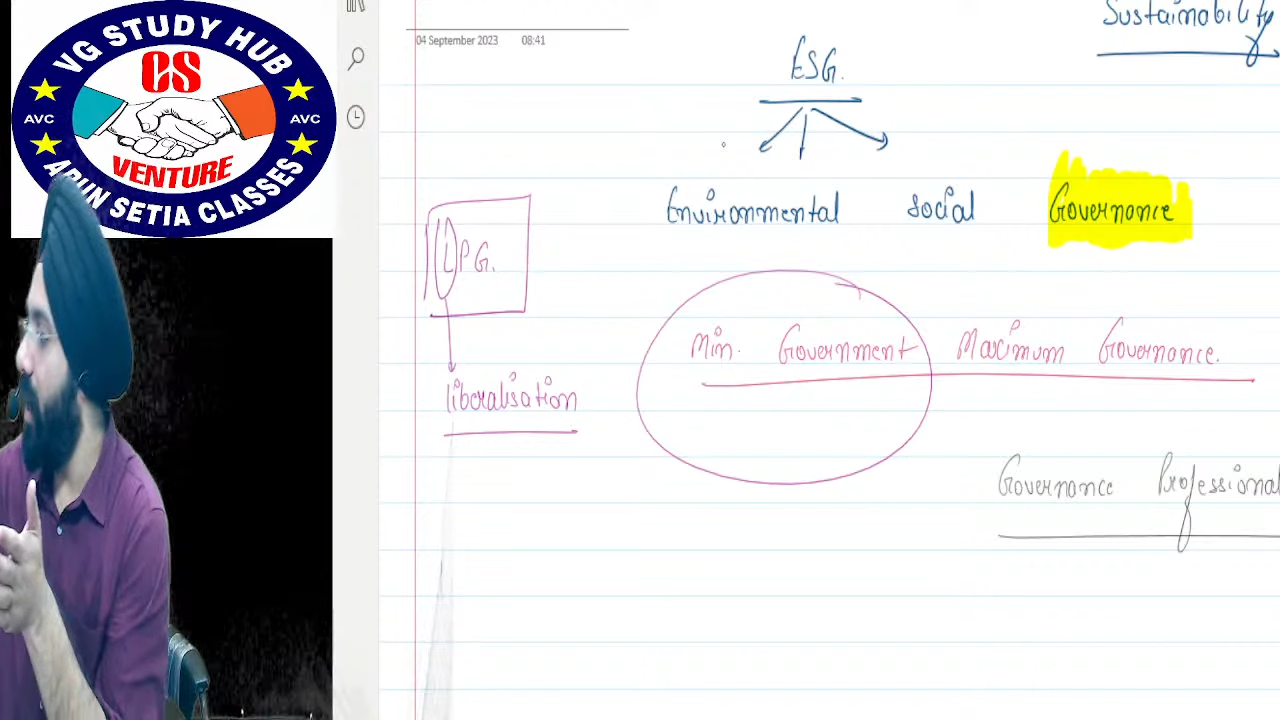 VG STUDY HUB
CS
AVC
AVC
VENTURE
ARUN SETIA CLASSES
04 September 2023 08:41
Sustainability
ESG.
Environmental Social Governance
LPG.
Min. Government Maximum Governance.
liberalisation
Governance Professional